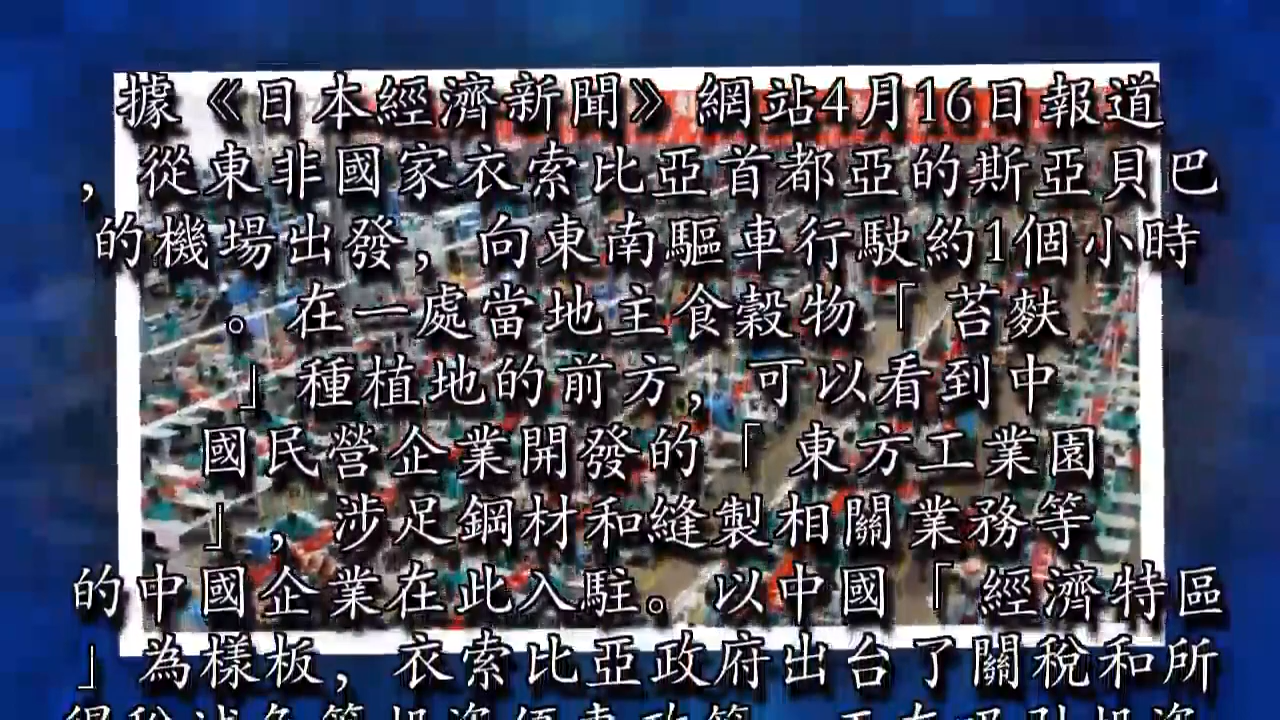 據《日本經濟新聞》網站4月16日報道
，從東非國家衣索比亞首都亞的斯亞貝巴
的機場出發，向東南驅車行駛約1個小時
。在一處當地主食穀物「苔麩
」種植地的前方，可以看到中
國民營企業開發的「東方工業園
』，涉足鋼材和縫製相關業務等
的中國企業在此入駐。以中國「經濟特區
」為樣板，衣索比亞政府出台了關稅和所